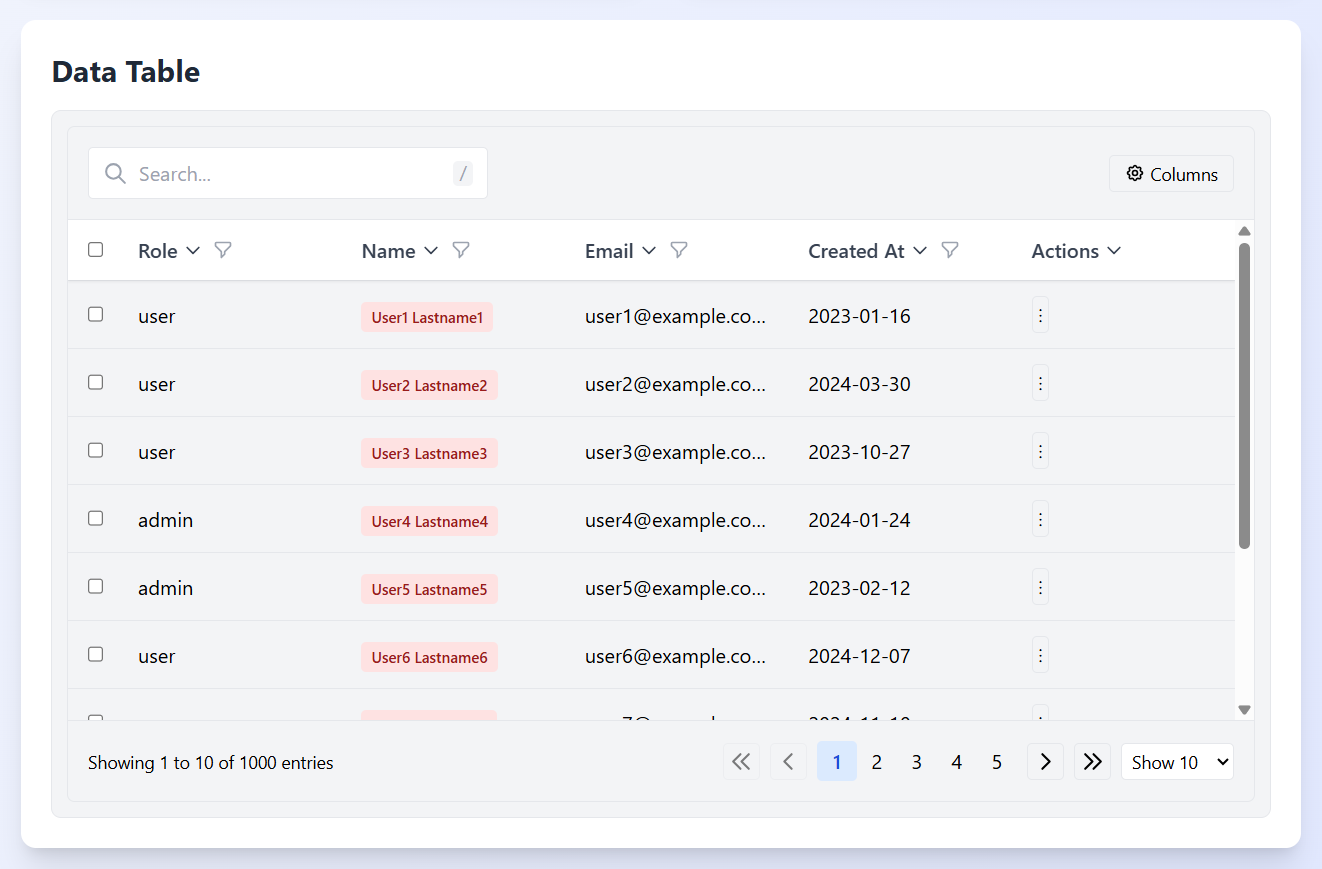 Data Table
Search... /
Columns
Role Name Email Created At Actions
user User1 Lastname1 user1@example.co... 2023-01-16
user User2 Lastname2 user2@example.co... 2024-03-30
user User3 Lastname3 user3@example.co... 2023-10-27
admin User4 Lastname4 user4@example.co... 2024-01-24
admin User5 Lastname5 user5@example.co... 2023-02-12
user User6 Lastname6 user6@example.co... 2024-12-07
Showing 1 to 10 of 1000 entries
1 2 3 4 5
Show 10